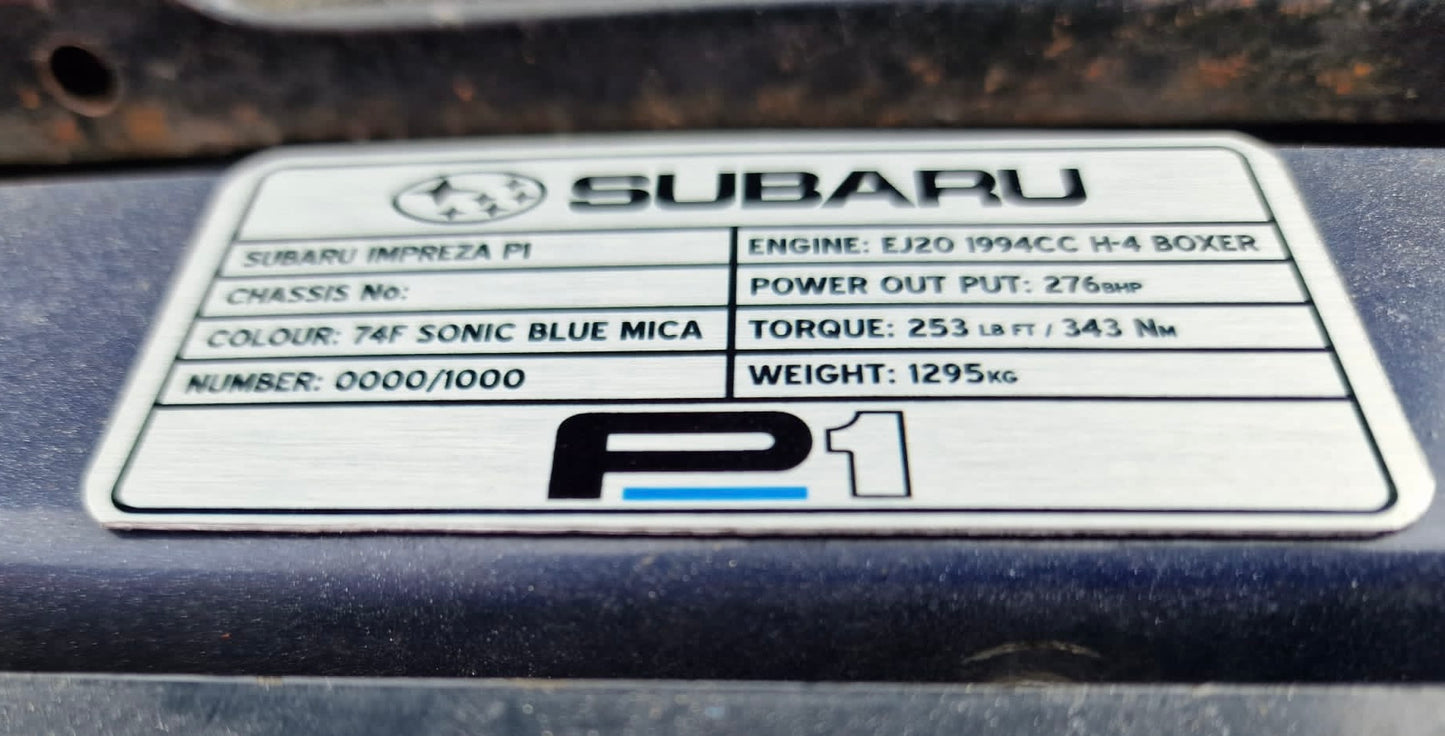 SUBARU
SUBARU IMPREZA P1
CHASSIS No:
COLOUR: 74F SONIC BLUE MICA
NUMBER: 0000/1000
ENGINE: EJ20 1994CC H-4 BOXER
POWER OUT PUT: 276BHP
TORQUE: 253 LB FT / 343 NM
WEIGHT: 1295KG
P1